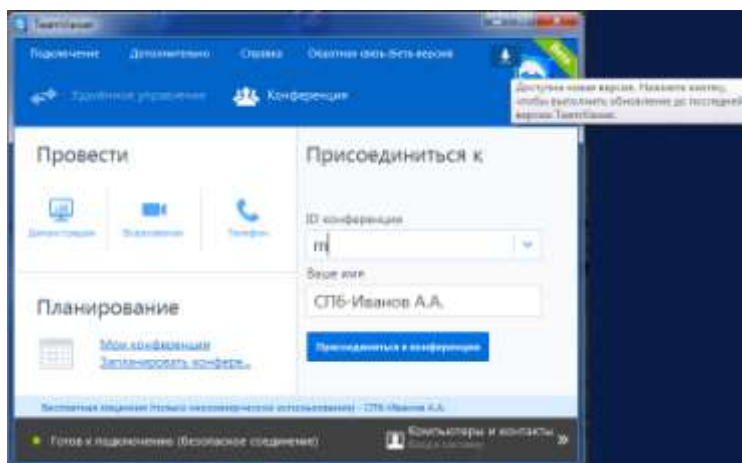 TeamViewer
Подключение Дополнительно Справка Обратная связь бета-версия
Beta
Удалённое управление Конференция
Доступна новая версия. Нажмите кнопку,
чтобы выполнить обновление до последней
версии TeamViewer.
Провести
Демонстрация Видеозвонок Телефон
Планирование
Мои конференции
Запланировать конфере...
Присоединиться к
ID конференции
m
Ваше имя
СПб-Иванов А.А.
Присоединиться к конференции
Бесплатная лицензия (только некоммерческое использование) - СПб-Иванов А.А.
Готов к подключению (безопасное соединение)
Компьютеры и контакты